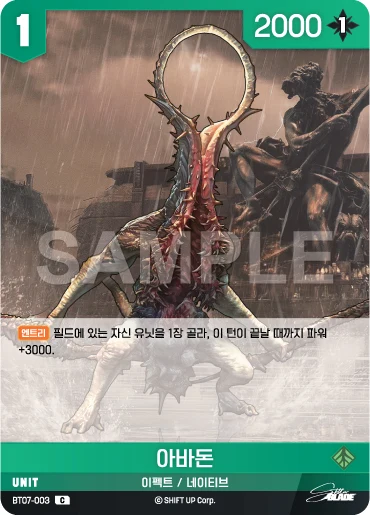 1
2000 1
SAMPLE
엔트리 필드에 있는 자신 유닛을 1장 골라, 이 턴이 끝날 때까지 파워
+3000.
아바돈
UNIT
이펙트 / 네이티브
BT07-003 C
© SHIFT UP Corp.
Stellar BLADE